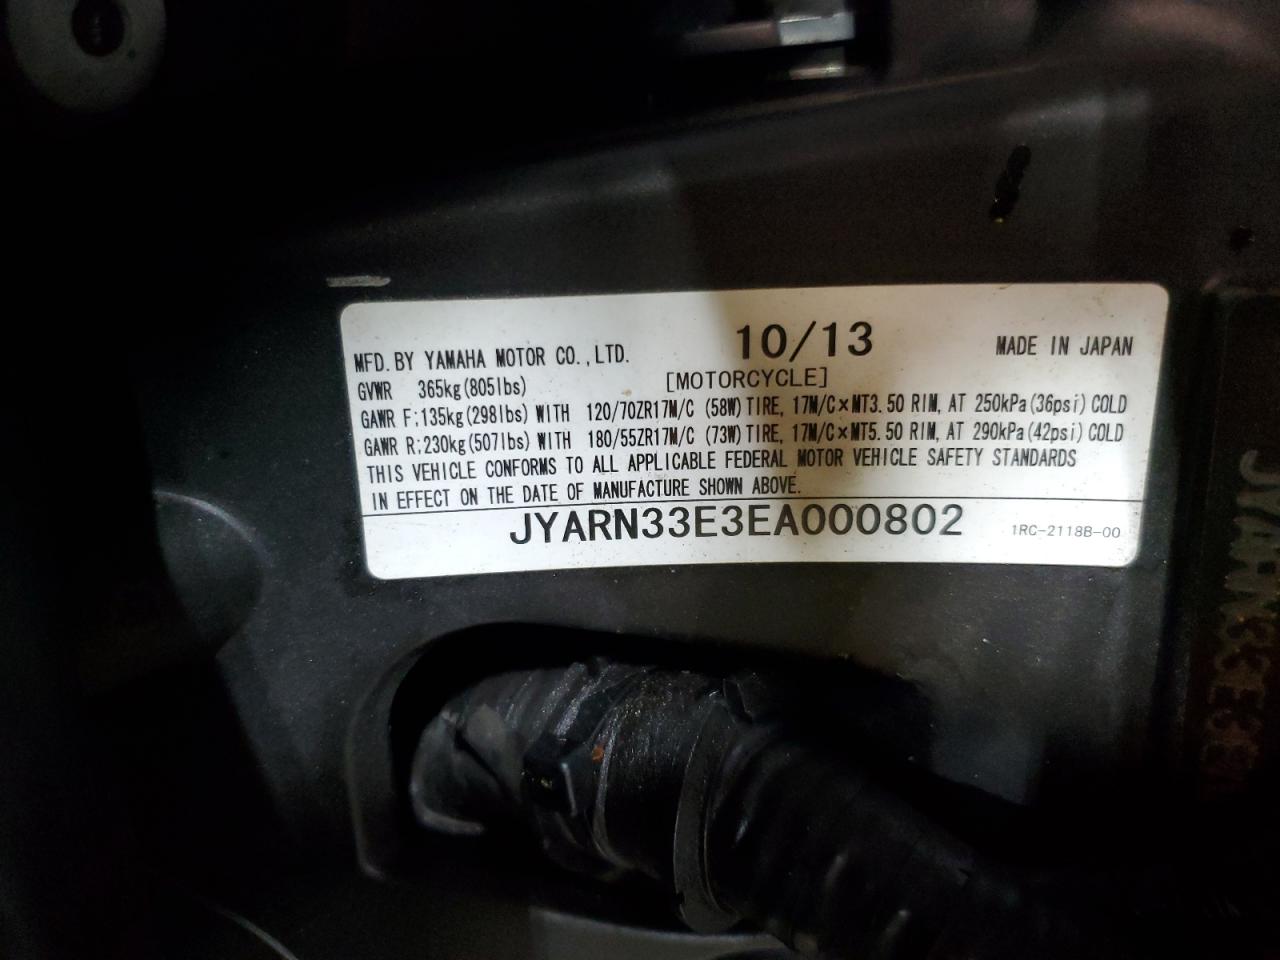 10/13
MFD. BY YAMAHA MOTOR CO., LTD.
MADE IN JAPAN
GVWR 365kg (805lbs)
[MOTORCYCLE]
GAWR F: 135kg (298lbs) WITH 120/70ZR17M/C (58W) TIRE, 17M/C×MT3.50 RIM, AT 250kPa (36psi) COLD
GAWR R: 230kg (507lbs) WITH 180/55ZR17M/C (73W) TIRE, 17M/C×MT5.50 RIM, AT 290kPa (42psi) COLD
THIS VEHICLE CONFORMS TO ALL APPLICABLE FEDERAL MOTOR VEHICLE SAFETY STANDARDS
IN EFFECT ON THE DATE OF MANUFACTURE SHOWN ABOVE.
JYARN33E3EA000802
1RC-2118B-00